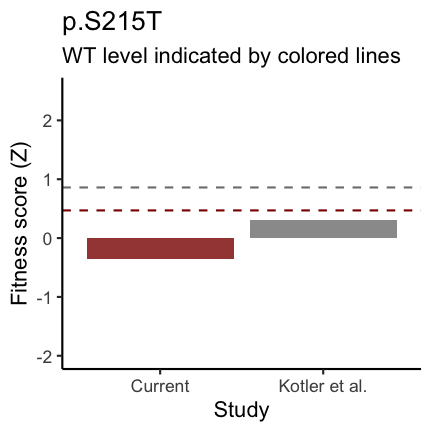 p.S215T
WT level indicated by colored lines
Fitness score (Z)
2
1
0
-1
-2
Current
Kotler et al.
Study